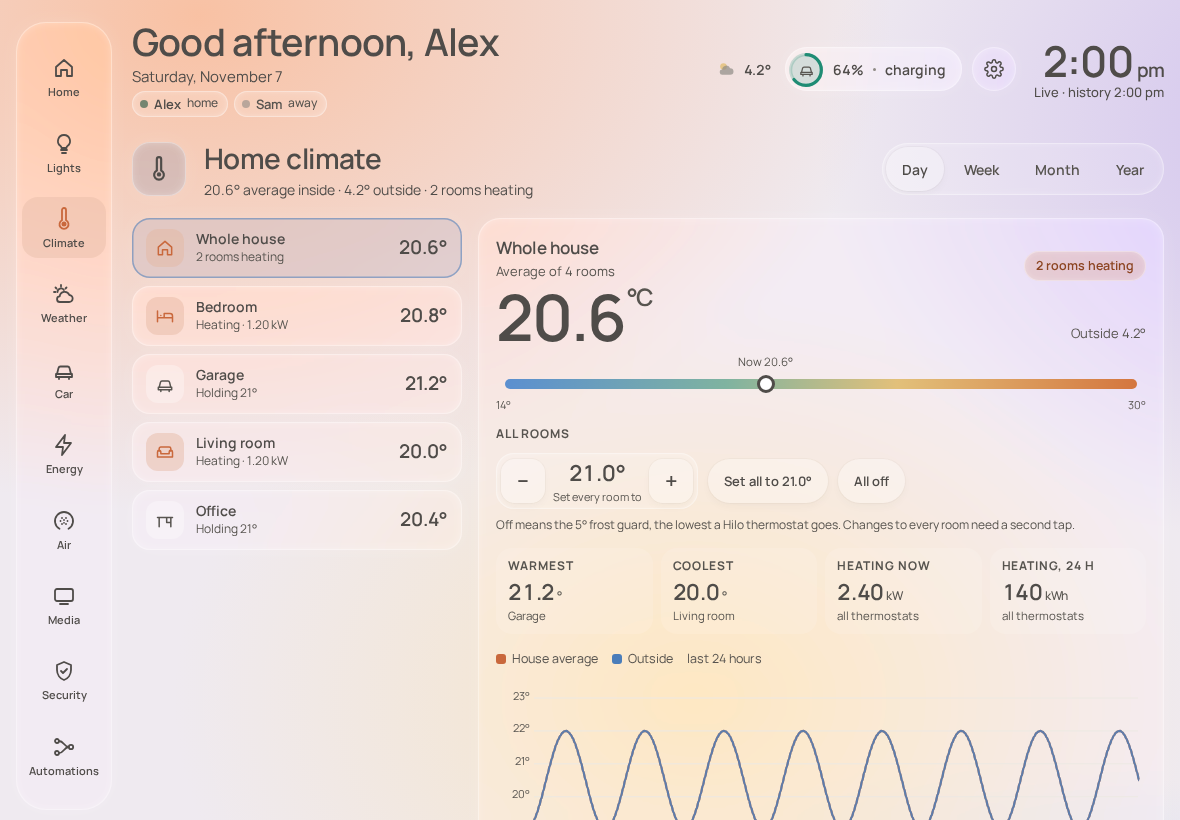 Good afternoon, Alex
Saturday, November 7
Alex home
Sam away
4.2°
64% · charging
2:00 pm
Live · history 2:00 pm
Home
Lights
Climate
Weather
Car
Energy
Air
Media
Security
Automations
Home climate
20.6° average inside · 4.2° outside · 2 rooms heating
Day
Week
Month
Year
Whole house
2 rooms heating
20.6°
Bedroom
Heating · 1.20 kW
20.8°
Garage
Holding 21°
21.2°
Living room
Heating · 1.20 kW
20.0°
Office
Holding 21°
20.4°
Whole house
Average of 4 rooms
2 rooms heating
20.6 °C
Outside 4.2°
Now 20.6°
14°
30°
ALL ROOMS
−
21.0°
Set every room to
+
Set all to 21.0°
All off
Off means the 5° frost guard, the lowest a Hilo thermostat goes. Changes to every room need a second tap.
WARMEST
21.2 °
Garage
COOLEST
20.0 °
Living room
HEATING NOW
2.40 kW
all thermostats
HEATING, 24 H
140 kWh
all thermostats
House average
Outside
last 24 hours
23°
22°
21°
20°